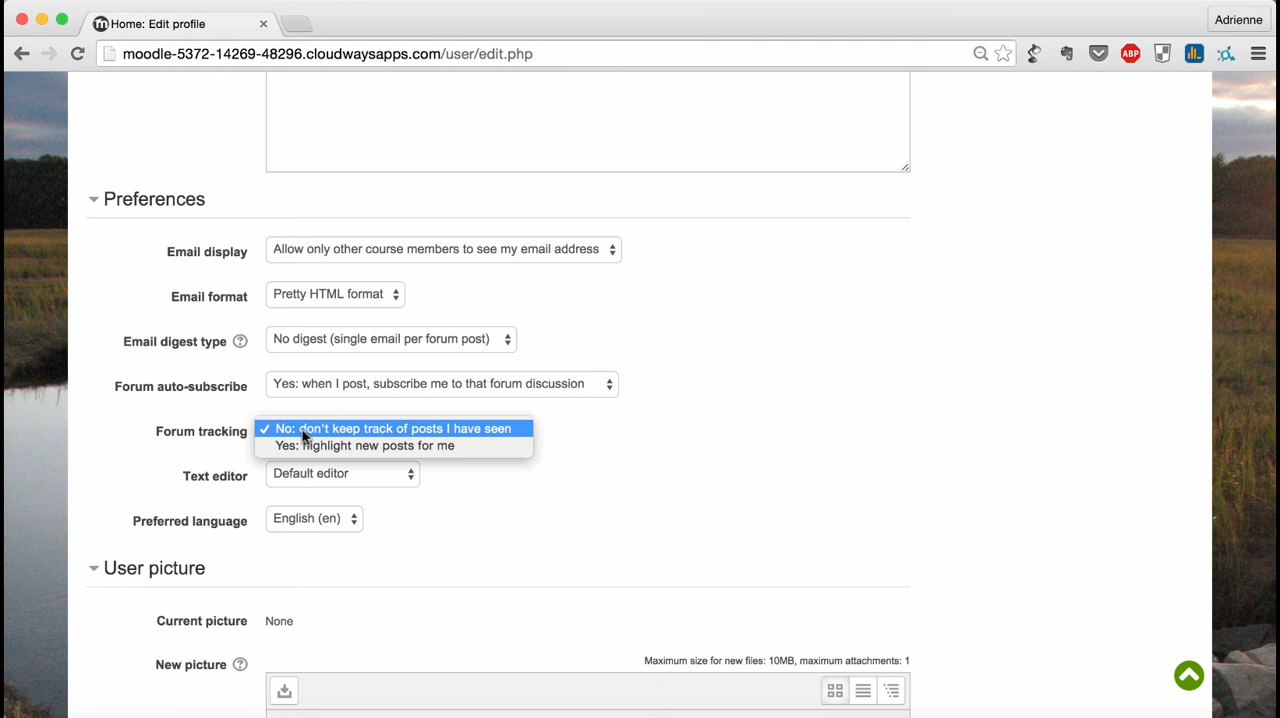 Home: Edit profile
Adrienne
moodle-5372-14269-48296.cloudwaysapps.com/user/edit.php
ABP
Preferences
Email display
Allow only other course members to see my email address
Email format
Pretty HTML format
Email digest type
No digest (single email per forum post)
Forum auto-subscribe
Yes: when I post, subscribe me to that forum discussion
Forum tracking
✓ No: don't keep track of posts I have seen
Yes: highlight new posts for me
Text editor
Default editor
Preferred language
English (en)
User picture
Current picture
None
New picture
Maximum size for new files: 10MB, maximum attachments: 1